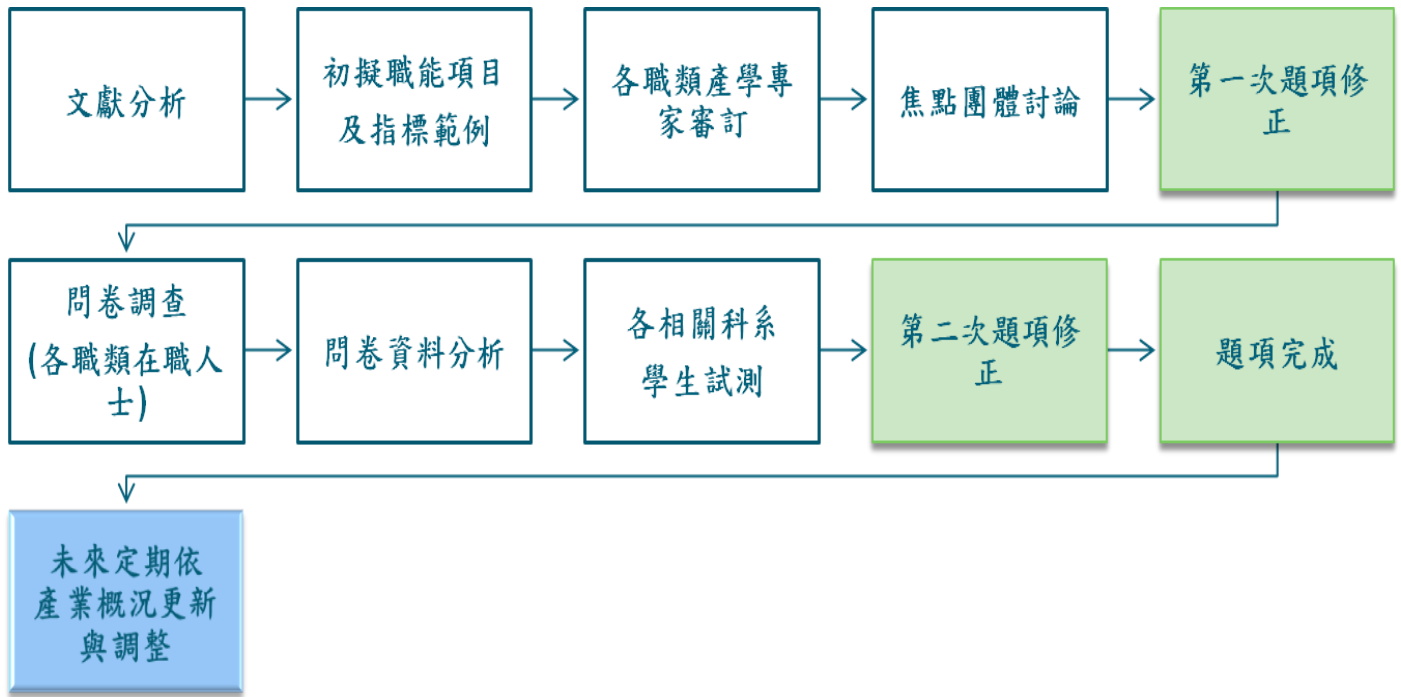 文獻分析
初擬職能項目
及指標範例
各職類產學專
家審訂
焦點團體討論
第一次題項修
正
問卷調查
(各職類在職人
士)
問卷資料分析
各相關科系
學生試測
第二次題項修
正
題項完成
未來定期依
產業概況更新
與調整